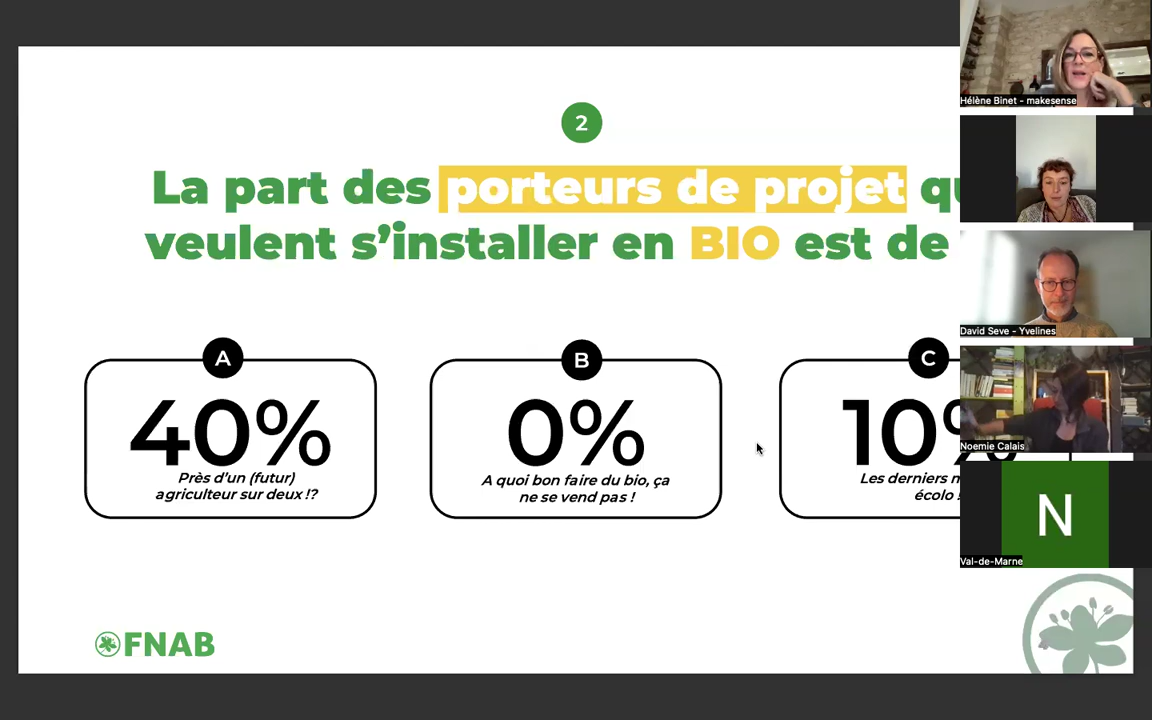 2
La part des porteurs de projet
veulent s'installer en BIO est de
A
40%
Près d'un (futur)
agriculteur sur deux !?
B
0%
A quoi bon faire du bio, ça
ne se vend pas !
C
10%
Les derniers
écolo !
FNAB
Hélène Binet - makesense
David Seve - Yvelines
Noemie Calais
N
Val-de-Marne